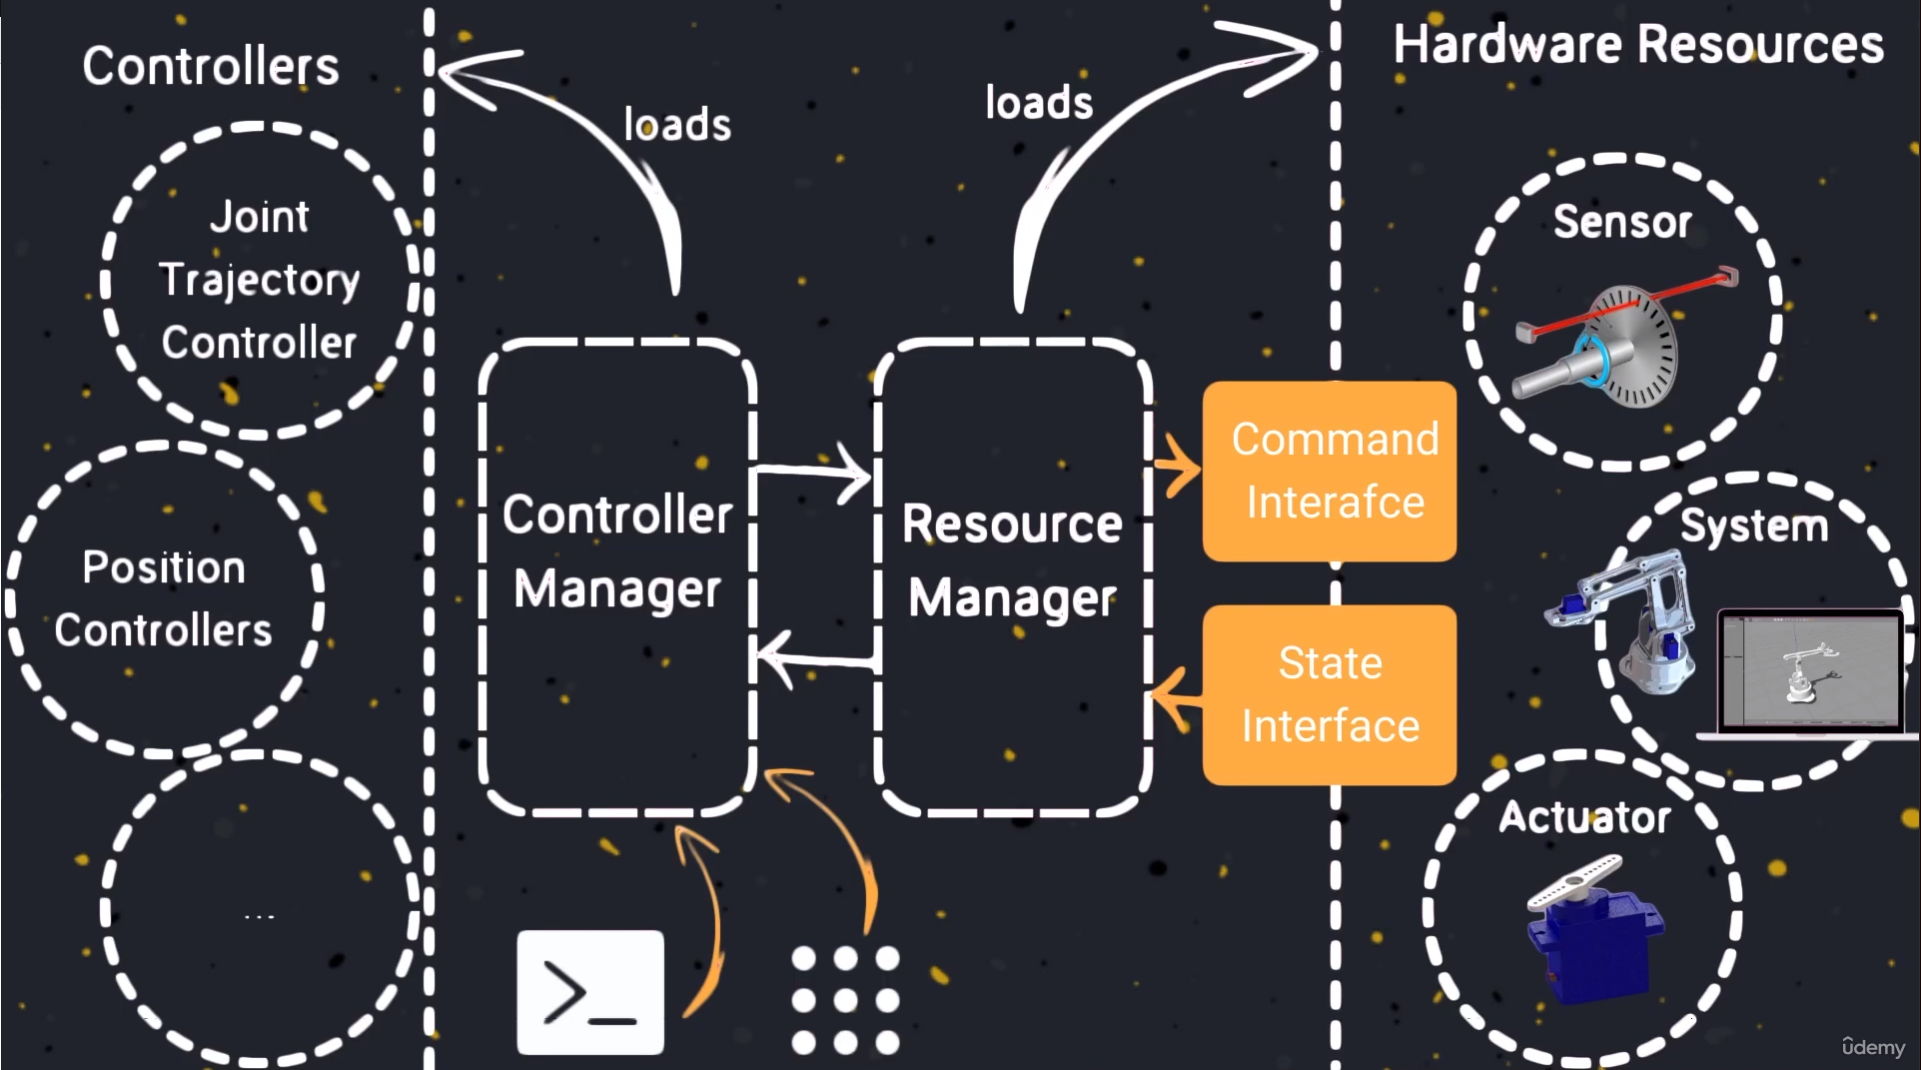 Controllers
loads
loads
Hardware Resources
Joint
Trajectory
Controller
Position
Controllers
...
Controller
Manager
Resource
Manager
Command
Interafce
State
Interface
Sensor
System
Actuator
>_
ûdemy